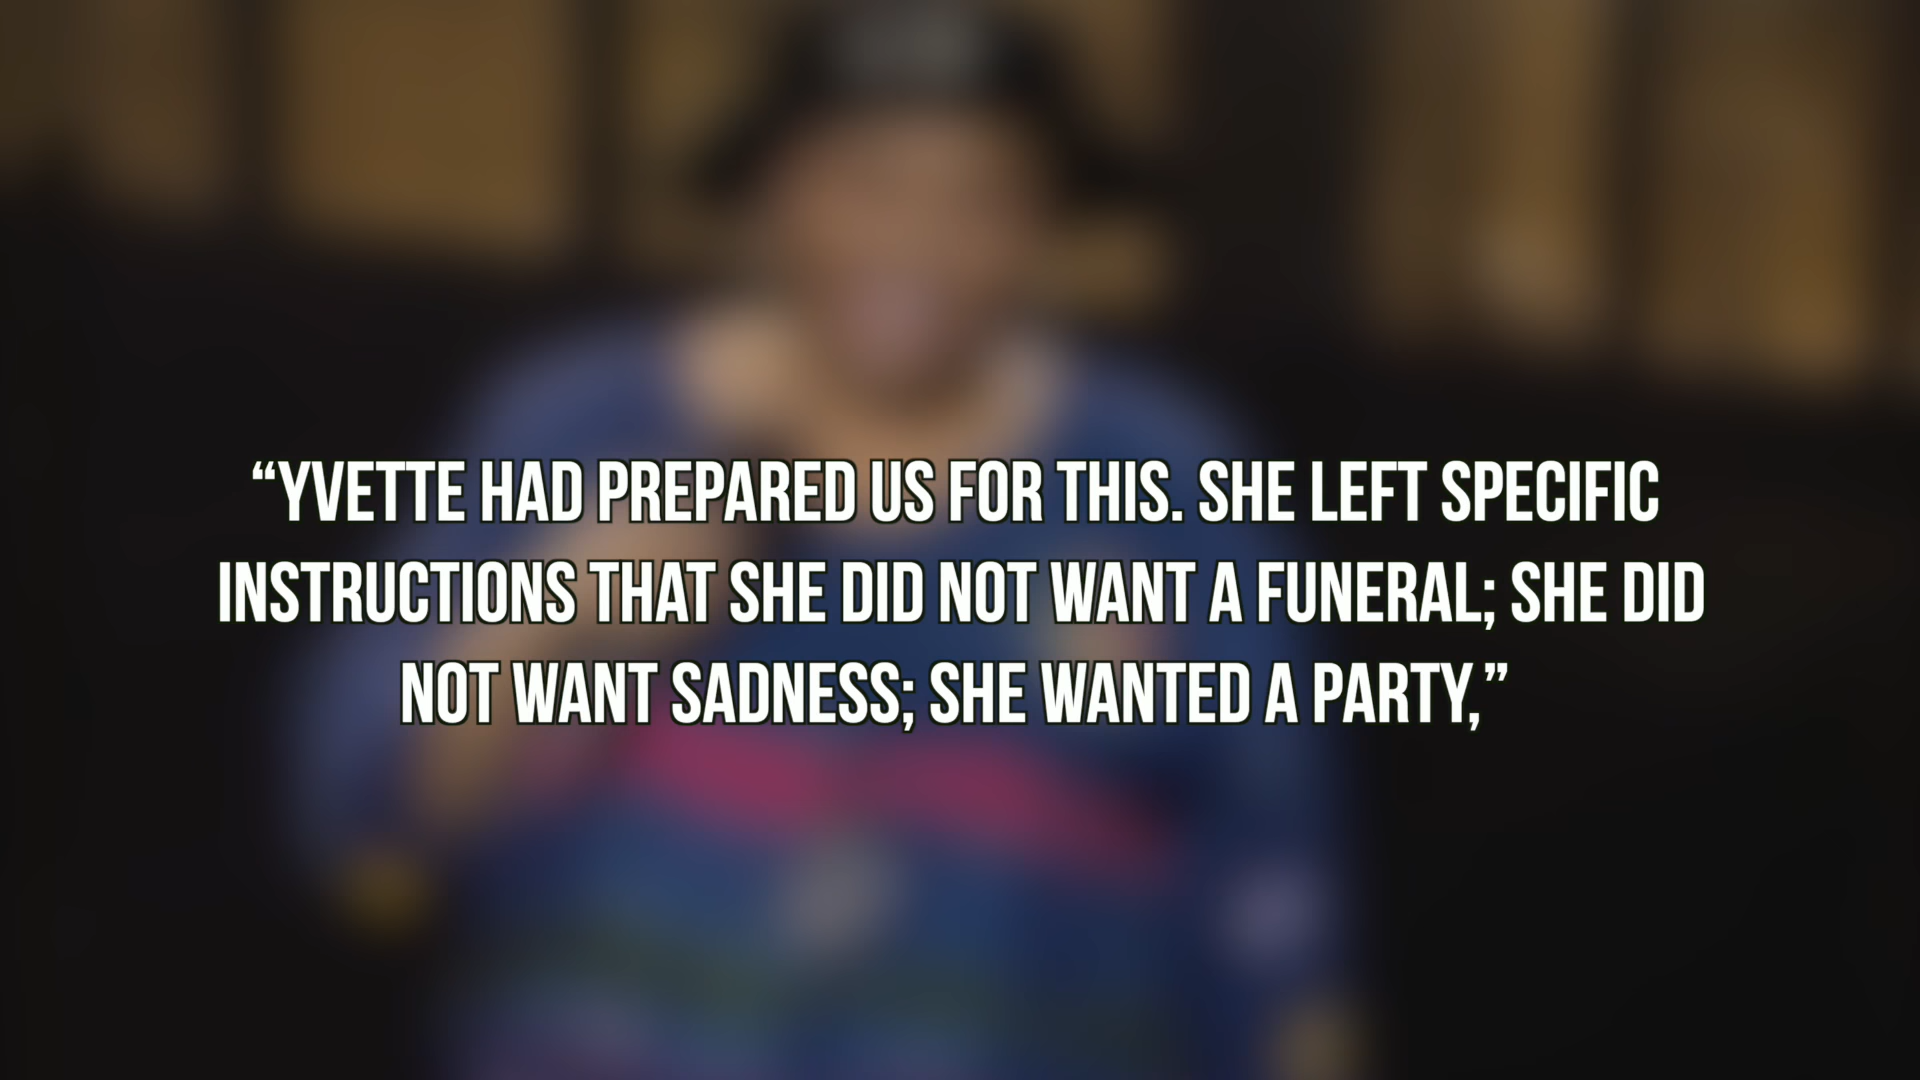 “YVETTE HAD PREPARED US FOR THIS. SHE LEFT SPECIFIC
INSTRUCTIONS THAT SHE DID NOT WANT A FUNERAL; SHE DID
NOT WANT SADNESS; SHE WANTED A PARTY,”